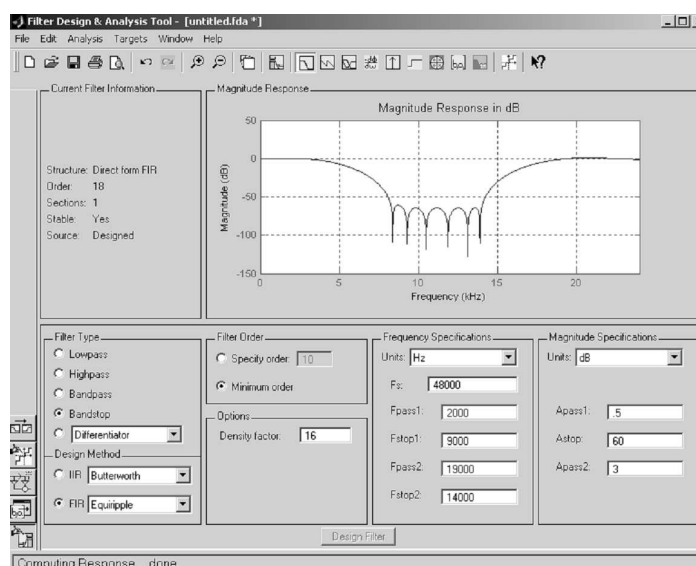 Filter Design & Analysis Tool - [untitled.fda *]
File Edit Analysis Targets Window Help
Current Filter Information
Structure: Direct form FIR
Order: 18
Sections: 1
Stable: Yes
Source: Designed
Magnitude Response
Magnitude Response in dB
Magnitude (dB)
50
0
-50
-100
-150
0 5 10 15 20
Frequency (kHz)
Filter Type
Lowpass
Highpass
Bandpass
Bandstop
Differentiator
Design Method
IIR Butterworth
FIR Equiripple
Filter Order
Specify order: 10
Minimum order
Options
Density factor: 16
Frequency Specifications
Units: Hz
Fs: 48000
Fpass1: 2000
Fstop1: 9000
Fpass2: 19000
Fstop2: 14000
Magnitude Specifications
Units: dB
Apass1: .5
Astop: 60
Apass2: 3
Design Filter
Computing Response ... done